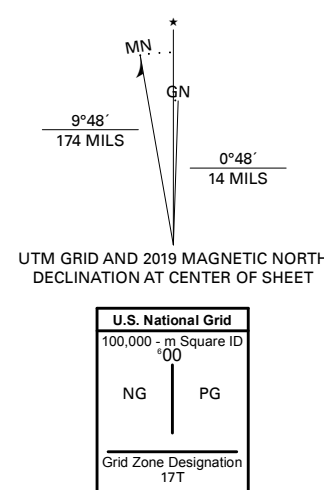 ★
MN
GN
9°48´
174 MILS
0°48´
14 MILS
UTM GRID AND 2019 MAGNETIC NORTH
DECLINATION AT CENTER OF SHEET
U.S. National Grid
100,000 - m Square ID
⁶00
NG PG
Grid Zone Designation
17T